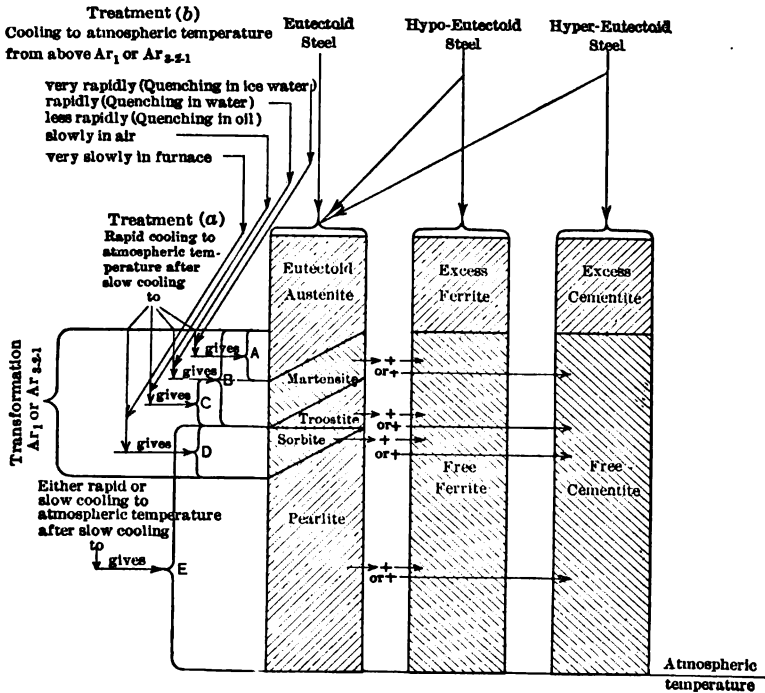 Treatment (b)
Cooling to atmospheric temperature
from above Ar1 or Ar3-2-1
very rapidly (Quenching in ice water)
rapidly (Quenching in water)
less rapidly (Quenching in oil)
slowly in air
very slowly in furnace
Eutectoid
Steel
Hypo-Eutectoid
Steel
Hyper-Eutectoid
Steel
Treatment (a)
Rapid cooling to
atmospheric tem-
perature after
slow cooling
to
Transformation
Ar1 or Ar3-2-1
gives A
gives B
gives C
gives D
Either rapid or
slow cooling to
atmospheric temperature
after slow cooling
to
gives E
Eutectoid
Austenite
Martensite
Troostite
Sorbite
Pearlite
+
or+
+
or+
+
or+
+
or+
Excess
Ferrite
Free
Ferrite
Excess
Cementite
Free
Cementite
Atmospheric
temperature